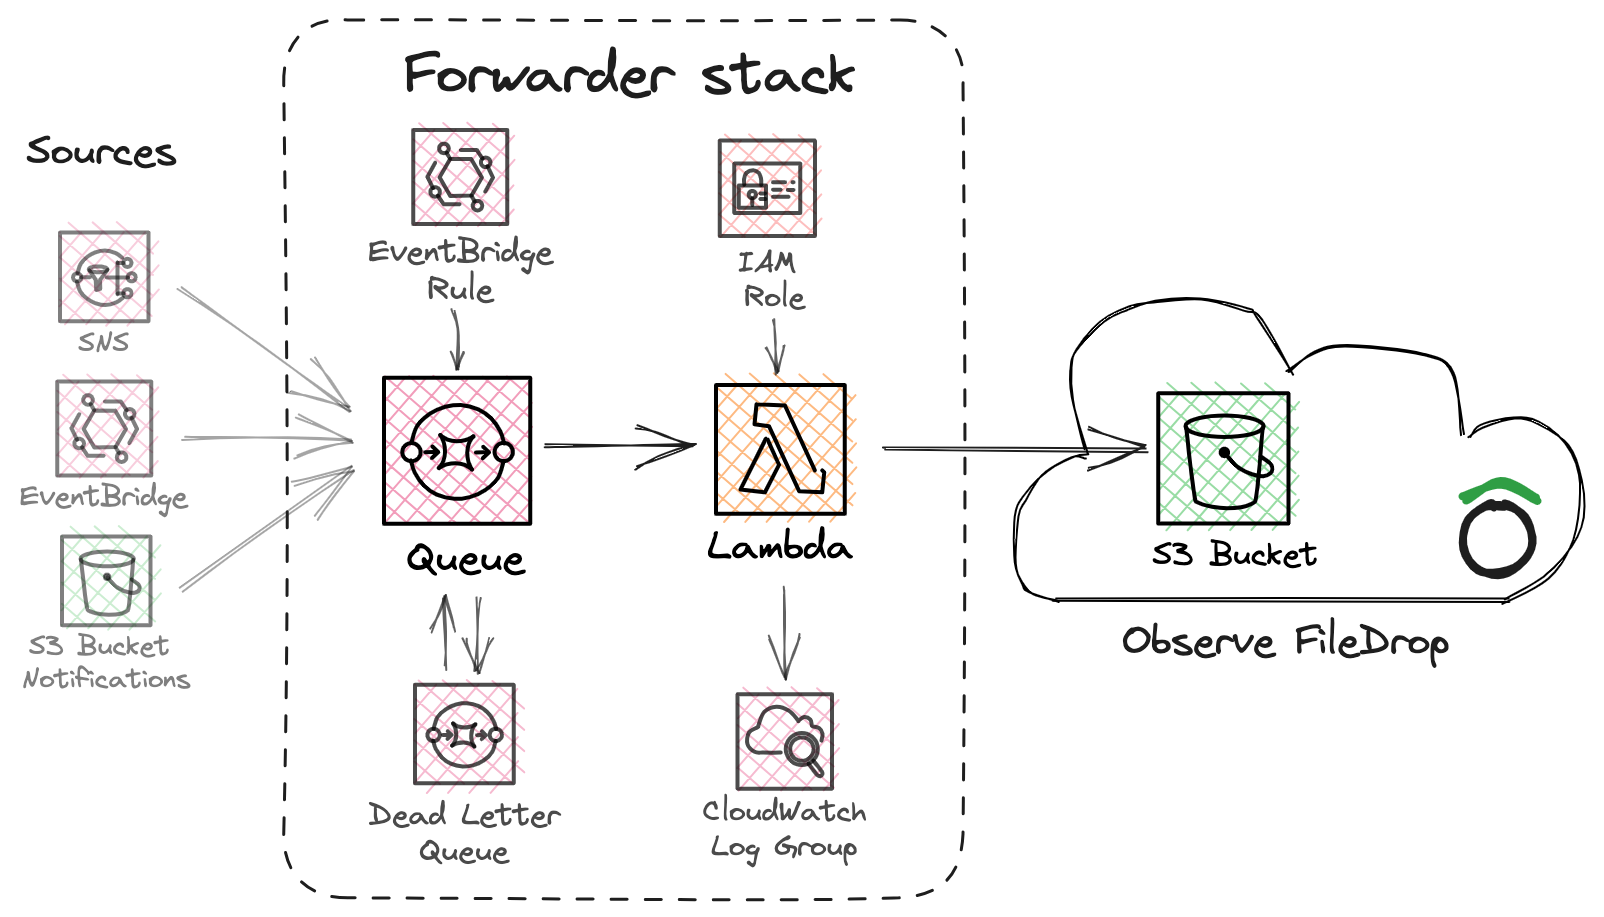 Forwarder stack
Sources
SNS
EventBridge
S3 Bucket
Notifications
EventBridge
Rule
IAM
Role
Queue
Lambda
Dead Letter
Queue
CloudWatch
Log Group
S3 Bucket
Observe FileDrop